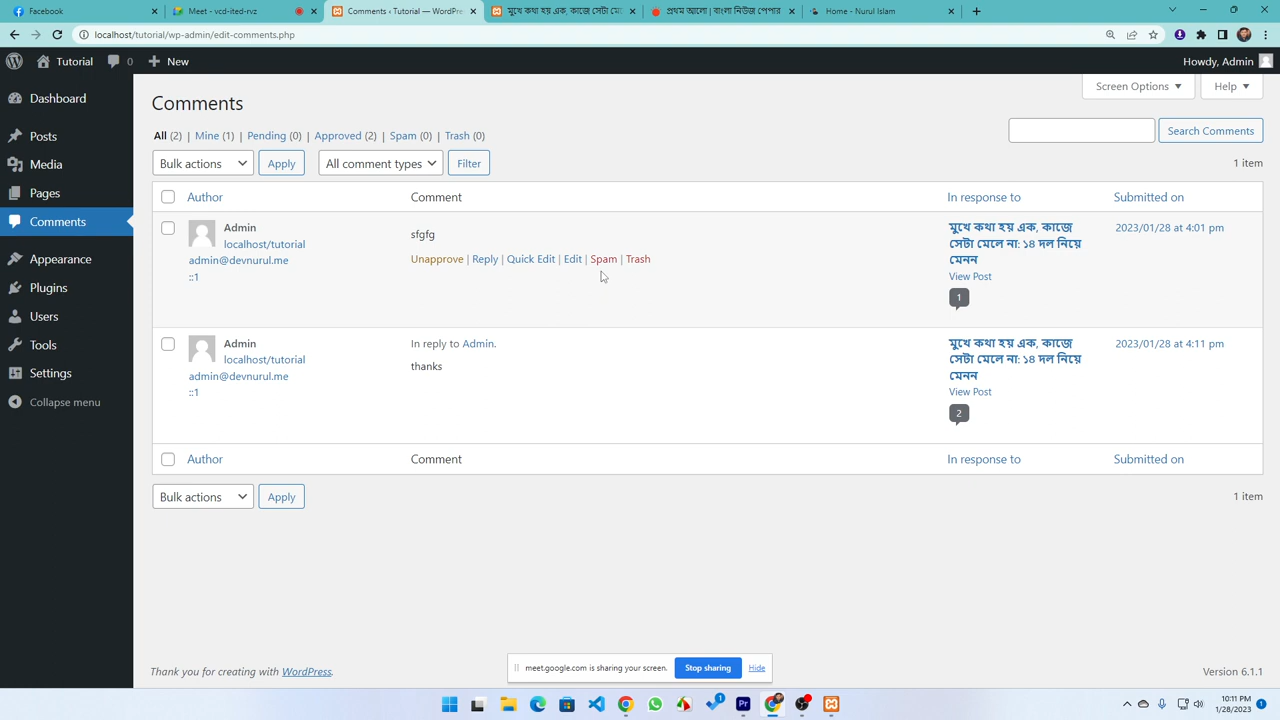 Facebook
Meet - vcd-ited-rvz
Comments ‹ Tutorial — WordPres
মুখে কথা হয় এক, কাজে সেটা মেলে
প্রথম আলো | বাংলা নিউজ পেপার
Home - Nurul Islam
localhost/tutorial/wp-admin/edit-comments.php
Tutorial
0
New
Howdy, Admin
Screen Options
Help
Dashboard
Posts
Media
Pages
Comments
Appearance
Plugins
Users
Tools
Settings
Collapse menu
Comments
All (2) | Mine (1) | Pending (0) | Approved (2) | Spam (0) | Trash (0)
Search Comments
Bulk actions
Apply
All comment types
Filter
1 item
Author
Comment
In response to
Submitted on
Admin
localhost/tutorial
admin@devnurul.me
::1
sfgfg
Unapprove | Reply | Quick Edit | Edit | Spam | Trash
মুখে কথা হয় এক, কাজে
সেটা মেলে না: ১৪ দল নিয়ে
মেনন
View Post
1
2023/01/28 at 4:01 pm
Admin
localhost/tutorial
admin@devnurul.me
::1
In reply to Admin.
thanks
মুখে কথা হয় এক, কাজে
সেটা মেলে না: ১৪ দল নিয়ে
মেনন
View Post
2
2023/01/28 at 4:11 pm
Author
Comment
In response to
Submitted on
Bulk actions
Apply
1 item
Thank you for creating with WordPress.
Version 6.1.1
meet.google.com is sharing your screen.
Stop sharing
Hide
1
Pr
10:11 PM
1/28/2023
1